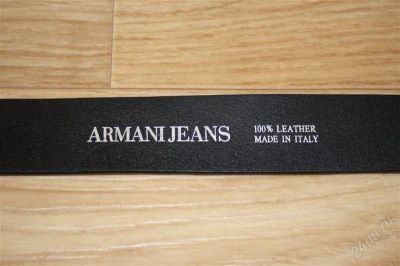 ARMANI JEANS
100% LEATHER
MADE IN ITALY